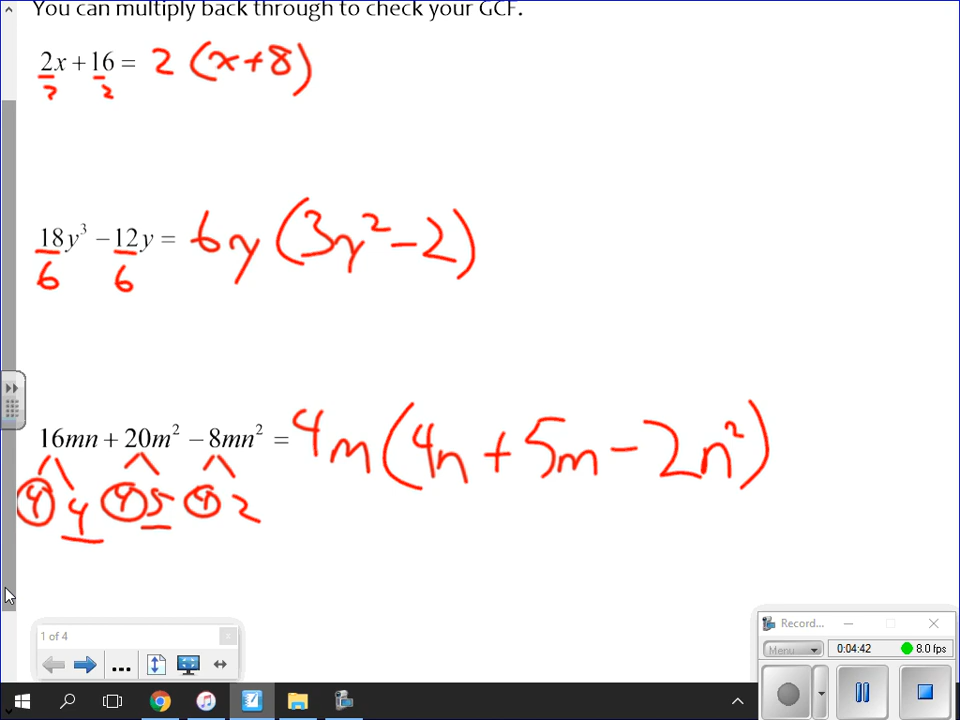 You can multiply back through to check your GCF.
2x + 16 = 2 (x+8)
2 2
18y³ − 12y = 6y (3y² − 2)
6 6
16mn + 20m² − 8mn² = 4m(4n + 5m − 2n²)
4 4 4 5 4 2
1 of 4
Record...
Menu 0:04:42 8.0 fps